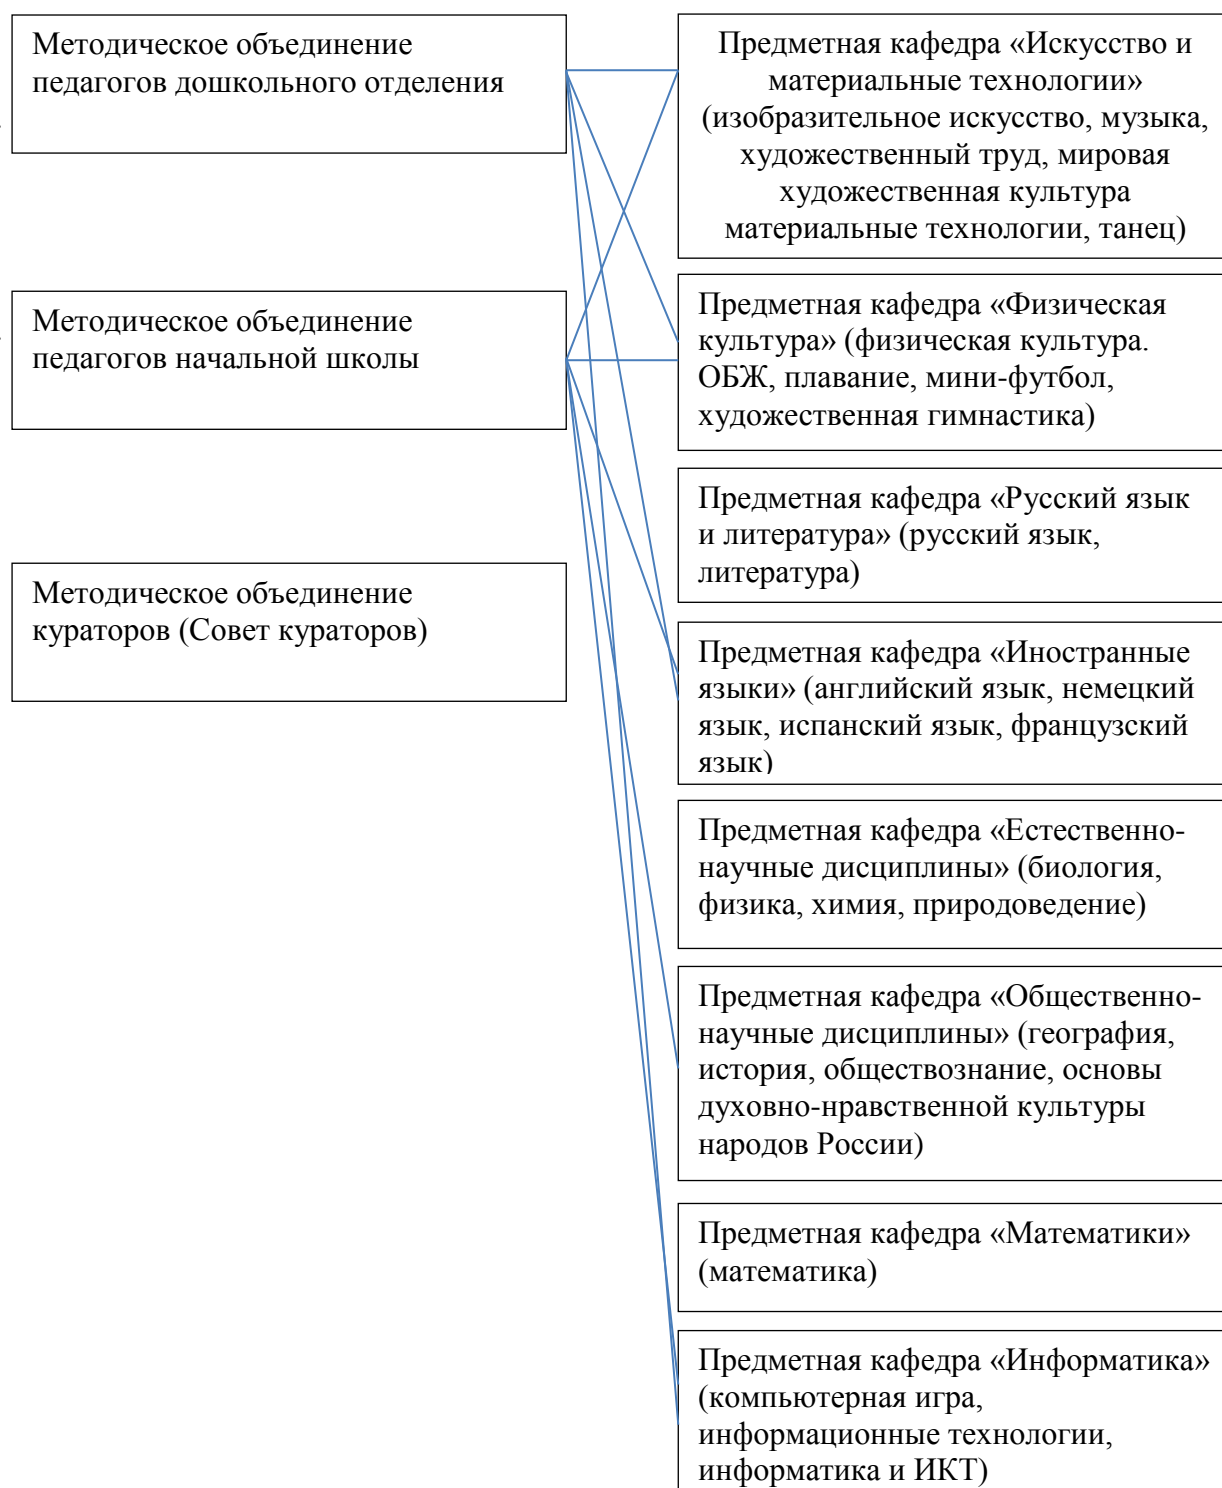 Методическое объединение
педагогов дошкольного отделения
Методическое объединение
педагогов начальной школы
Методическое объединение
кураторов (Совет кураторов)
Предметная кафедра «Искусство и
материальные технологии»
(изобразительное искусство, музыка,
художественный труд, мировая
художественная культура
материальные технологии, танец)
Предметная кафедра «Физическая
культура» (физическая культура.
ОБЖ, плавание, мини-футбол,
художественная гимнастика)
Предметная кафедра «Русский язык
и литература» (русский язык,
литература)
Предметная кафедра «Иностранные
языки» (английский язык, немецкий
язык, испанский язык, французский
язык)
Предметная кафедра «Естественно-
научные дисциплины» (биология,
физика, химия, природоведение)
Предметная кафедра «Общественно-
научные дисциплины» (география,
история, обществознание, основы
духовно-нравственной культуры
народов России)
Предметная кафедра «Математики»
(математика)
Предметная кафедра «Информатика»
(компьютерная игра,
информационные технологии,
информатика и ИКТ)